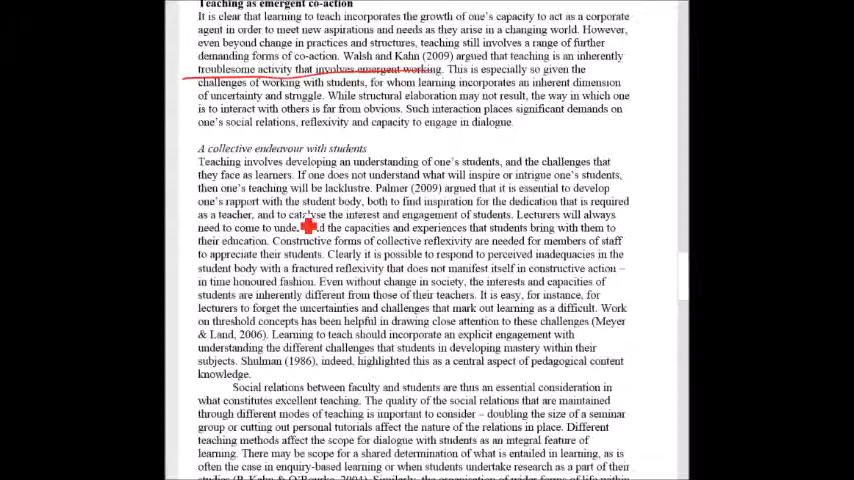 Teaching as emergent co-action
It is clear that learning to teach incorporates the growth of one's capacity to act as a corporate
agent in order to meet new aspirations and needs as they arise in a changing world. However,
even beyond change in practices and structures, teaching still involves a range of further
demanding forms of co-action. Walsh and Kahn (2009) argued that teaching is an inherently
troublesome activity that involves emergent working. This is especially so given the
challenges of working with students, for whom learning incorporates an inherent dimension
of uncertainty and struggle. While structural elaboration may not result, the way in which one
is to interact with others is far from obvious. Such interaction places significant demands on
one's social relations, reflexivity and capacity to engage in dialogue.
A collective endeavour with students
Teaching involves developing an understanding of one's students, and the challenges that
they face as learners. If one does not understand what will inspire or intrigue one's students,
then one's teaching will be lacklustre. Palmer (2009) argued that it is essential to develop
one's rapport with the student body, both to find inspiration for the dedication that is required
as a teacher, and to catalyse the interest and engagement of students. Lecturers will always
need to come to the capacities and experiences that students bring with them to
their education. Constructive forms of collective reflexivity are needed for members of staff
to appreciate their students. Clearly it is possible to respond to perceived inadequacies in the
student body with a fractured reflexivity that does not manifest itself in constructive action –
in time honoured fashion. Even without change in society, the interests and capacities of
students are inherently different from those of their teachers. It is easy, for instance, for
lecturers to forget the uncertainties and challenges that mark out learning as a difficult. Work
on threshold concepts has been helpful in drawing close attention to these challenges (Meyer
& Land, 2006). Learning to teach should incorporate an explicit engagement with
understanding the different challenges that students in developing mastery within their
subjects. Shulman (1986), indeed, highlighted this as a central aspect of pedagogical content
knowledge.
Social relations between faculty and students are thus an essential consideration in
what constitutes excellent teaching. The quality of the social relations that are maintained
through different modes of teaching is important to consider – doubling the size of a seminar
group or cutting out personal tutorials affect the nature of the relations in place. Different
teaching methods affect the scope for dialogue with students as an integral feature of
learning. There may be scope for a shared determination of what is entailed in learning, as is
often the case in enquiry-based learning or when students undertake research as a part of their